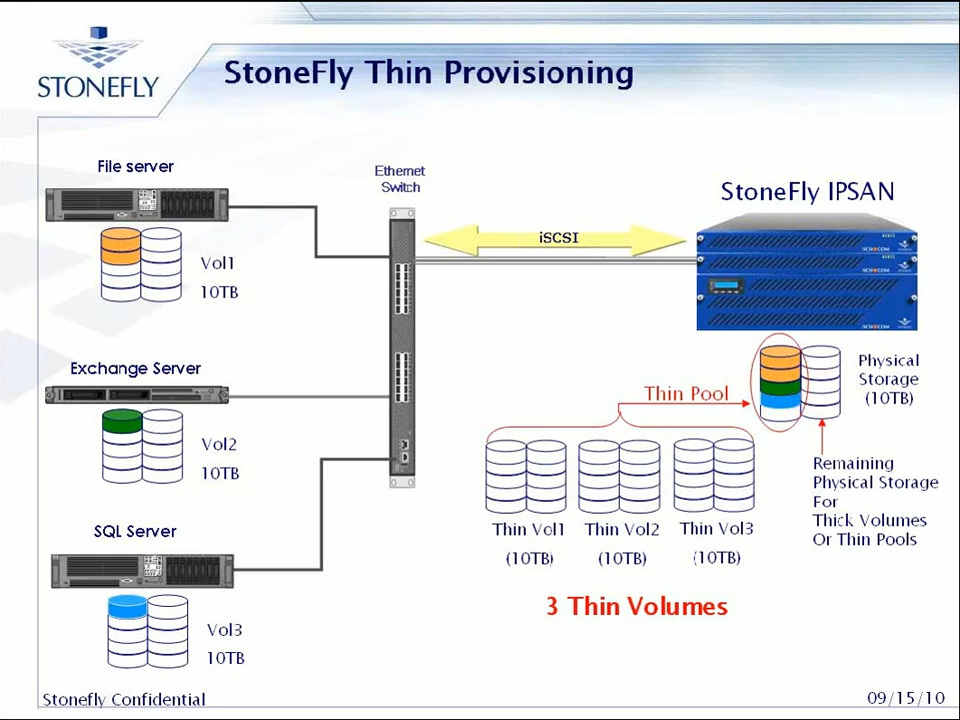 STONEFLY
StoneFly Thin Provisioning
File server
Ethernet
Switch
StoneFly IPSAN
iSCSI
Vol1
10TB
Exchange Server
Physical
Storage
(10TB)
Thin Pool
Vol2
10TB
Remaining
Physical Storage
For
Thick Volumes
Or Thin Pools
SQL Server
Thin Vol1
(10TB)
Thin Vol2
(10TB)
Thin Vol3
(10TB)
3 Thin Volumes
Vol3
10TB
Stonefly Confidential
09/15/10